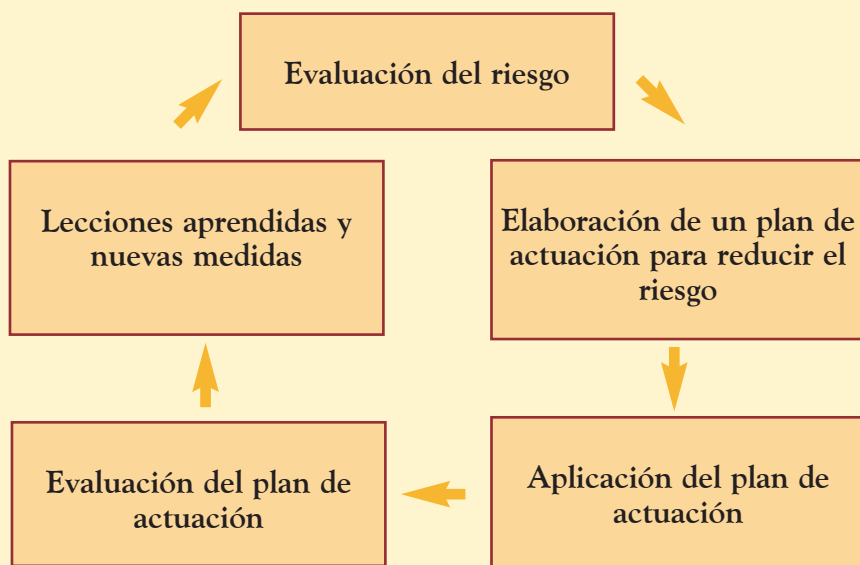 Evaluación del riesgo
Elaboración de un plan de
actuación para reducir el
riesgo
Aplicación del plan de
actuación
Evaluación del plan de
actuación
Lecciones aprendidas y
nuevas medidas